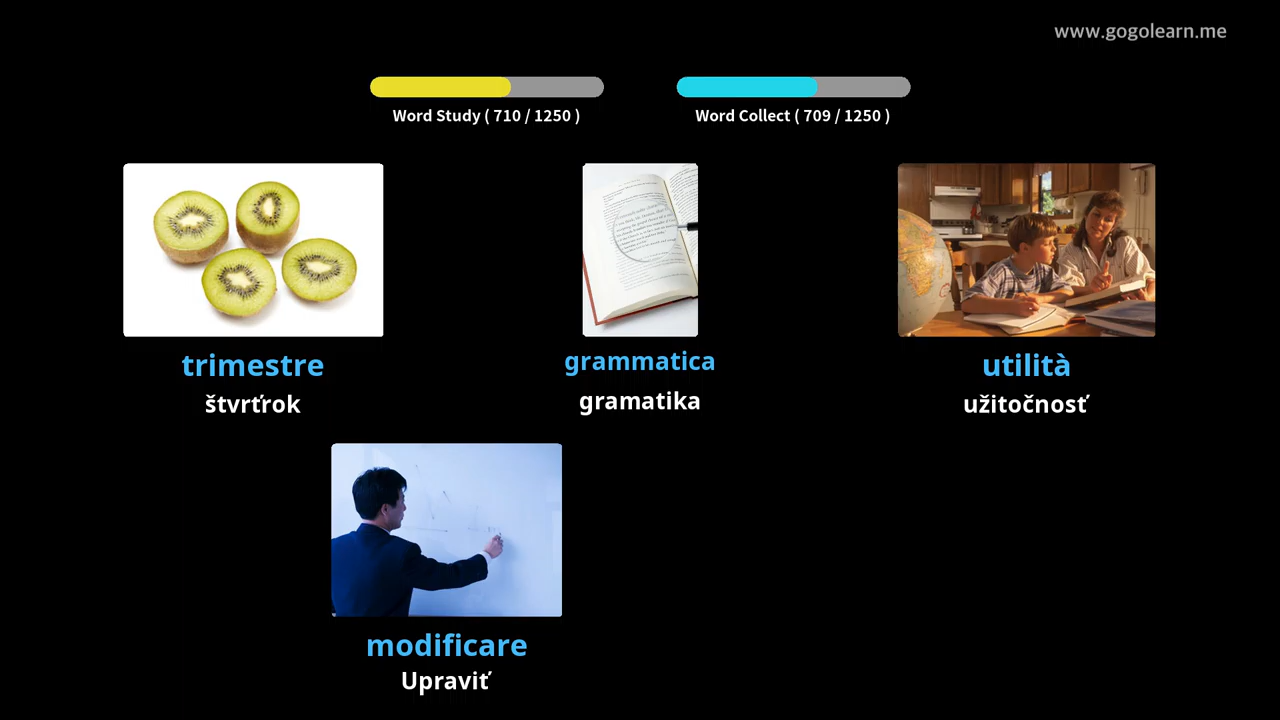 www.gogolearn.me
Word Study ( 710 / 1250 )
Word Collect ( 709 / 1250 )
trimestre
štvrťrok
grammatica
gramatika
utilità
užitočnosť
modificare
Upraviť